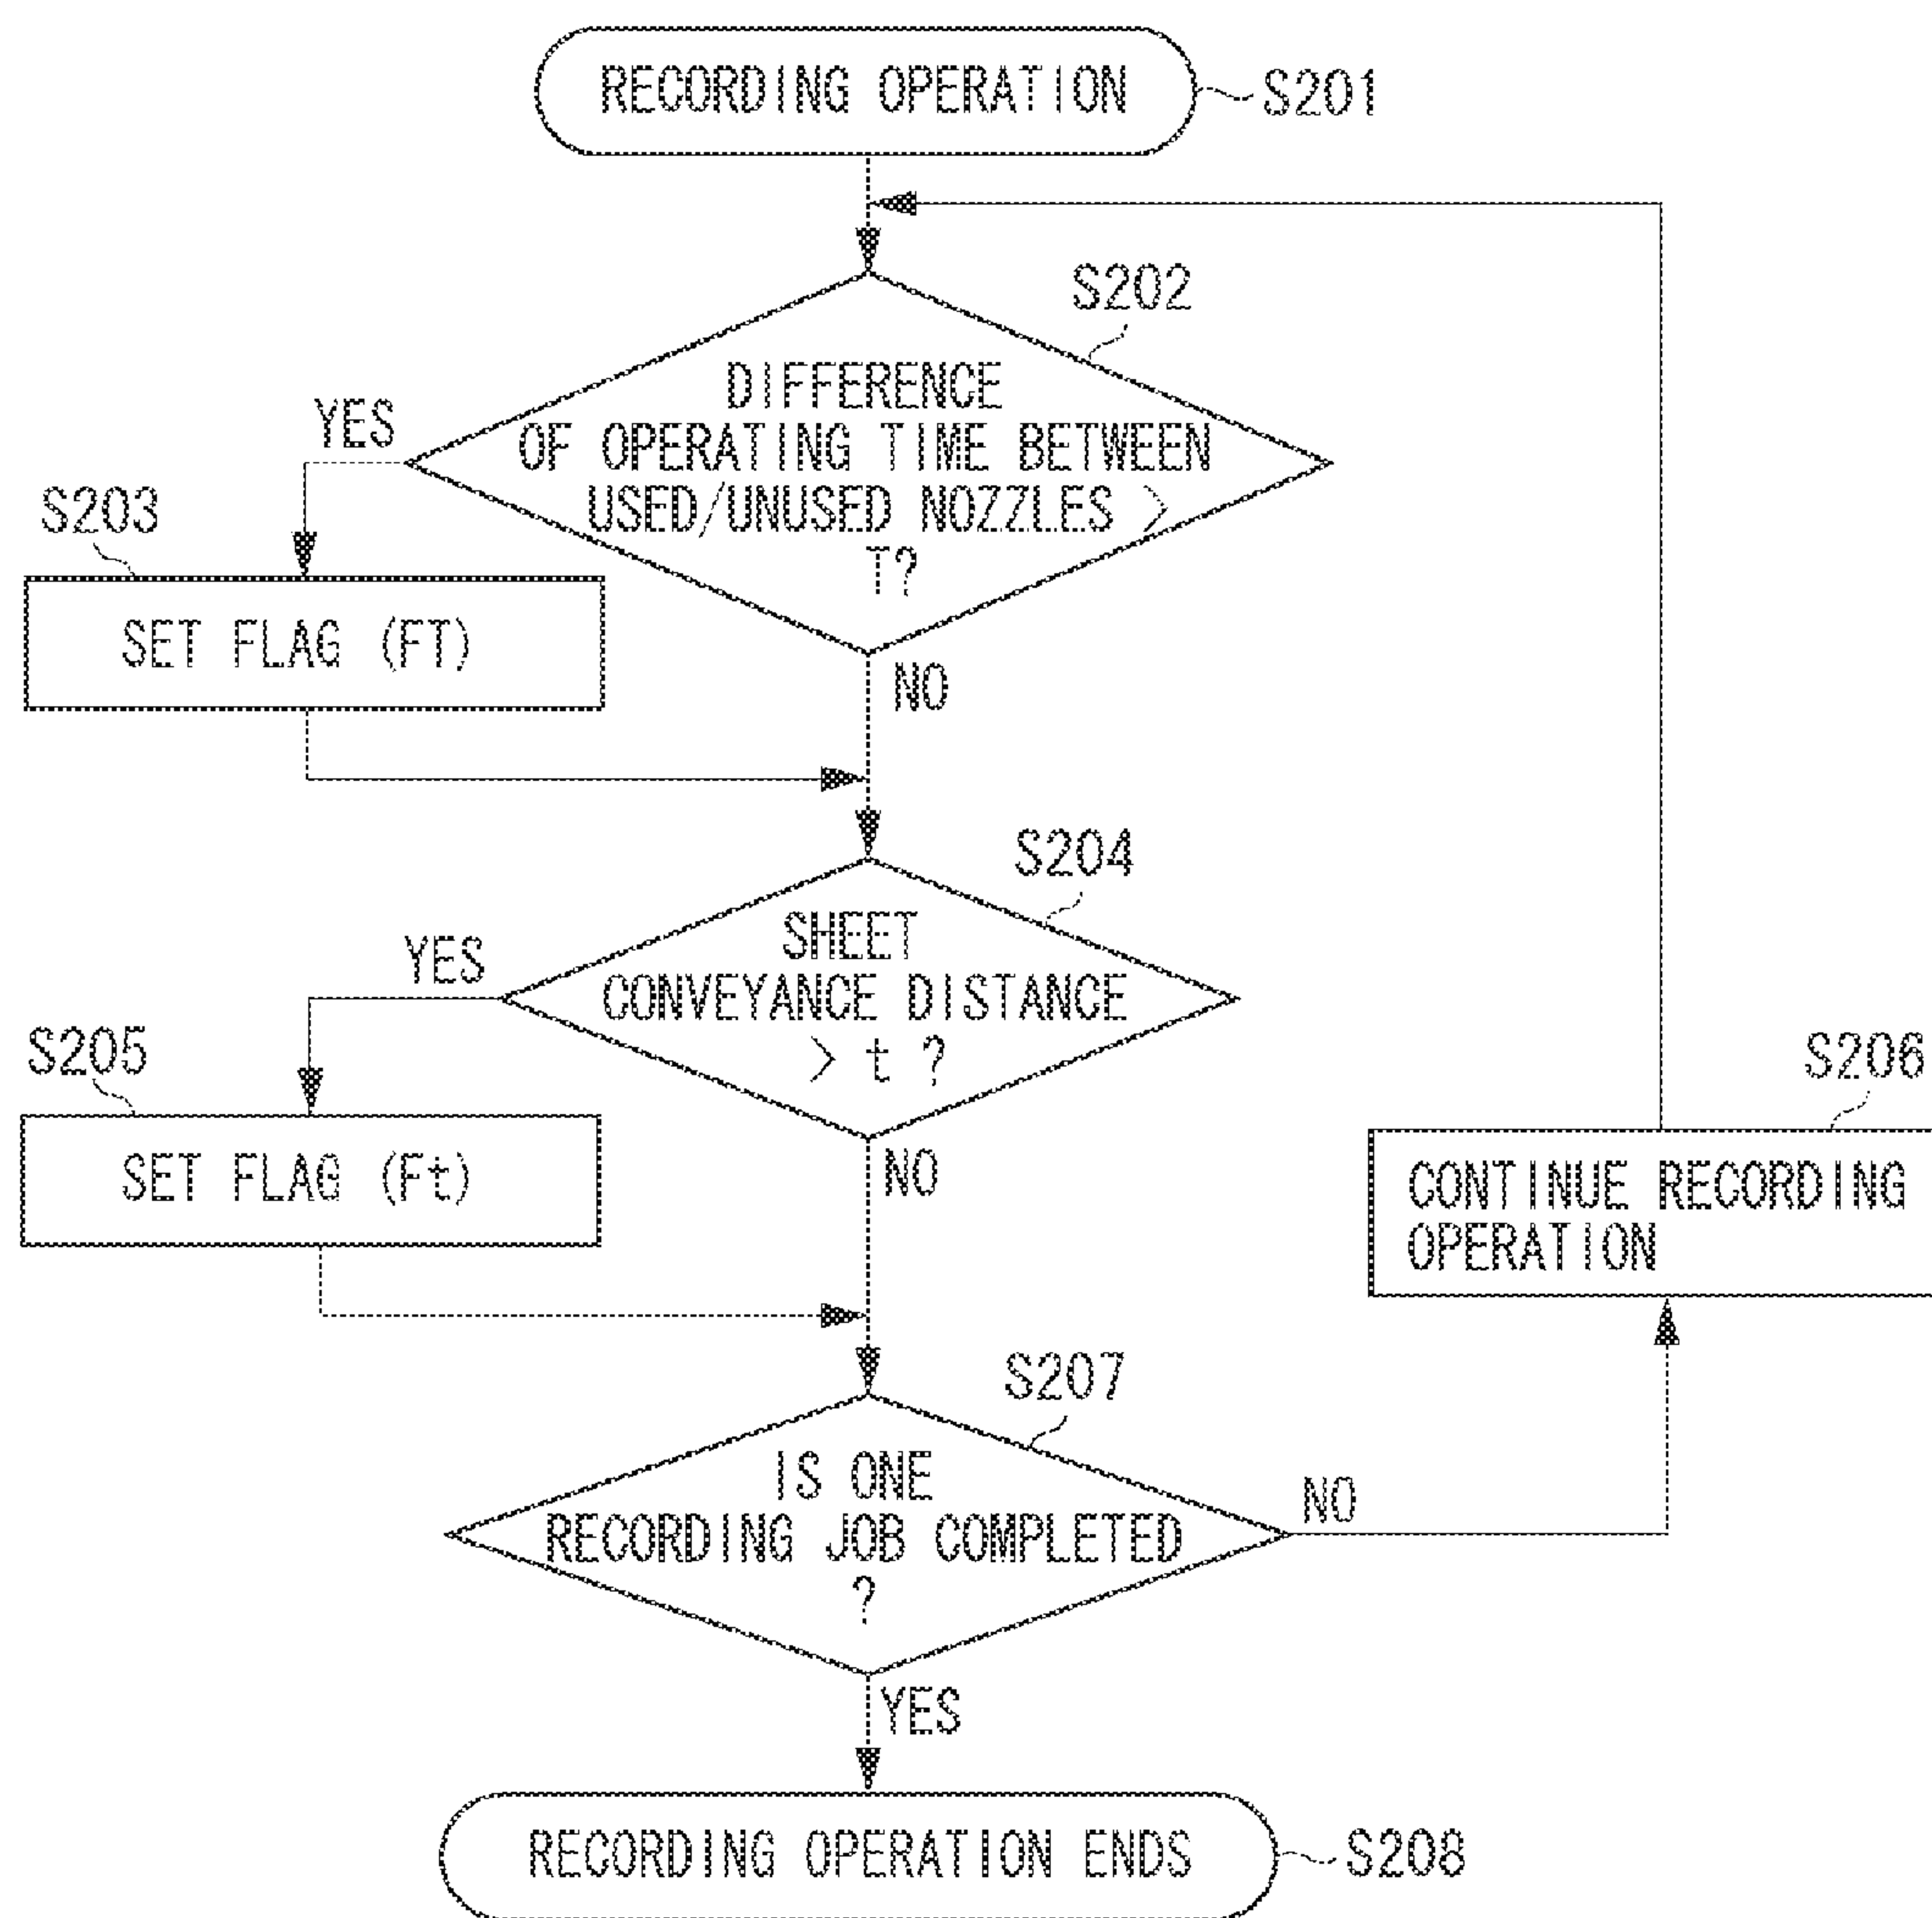 RECORDING OPERATION
S201
S202
DIFFERENCE
OF OPERATING TIME BETWEEN
USED/UNUSED NOZZLES >
T?
YES
S203
SET FLAG (FT)
NO
S204
SHEET
CONVEYANCE DISTANCE
> t ?
YES
S205
SET FLAG (Ft)
NO
S206
CONTINUE RECORDING
OPERATION
S207
IS ONE
RECORDING JOB COMPLETED
?
NO
YES
RECORDING OPERATION ENDS
S208